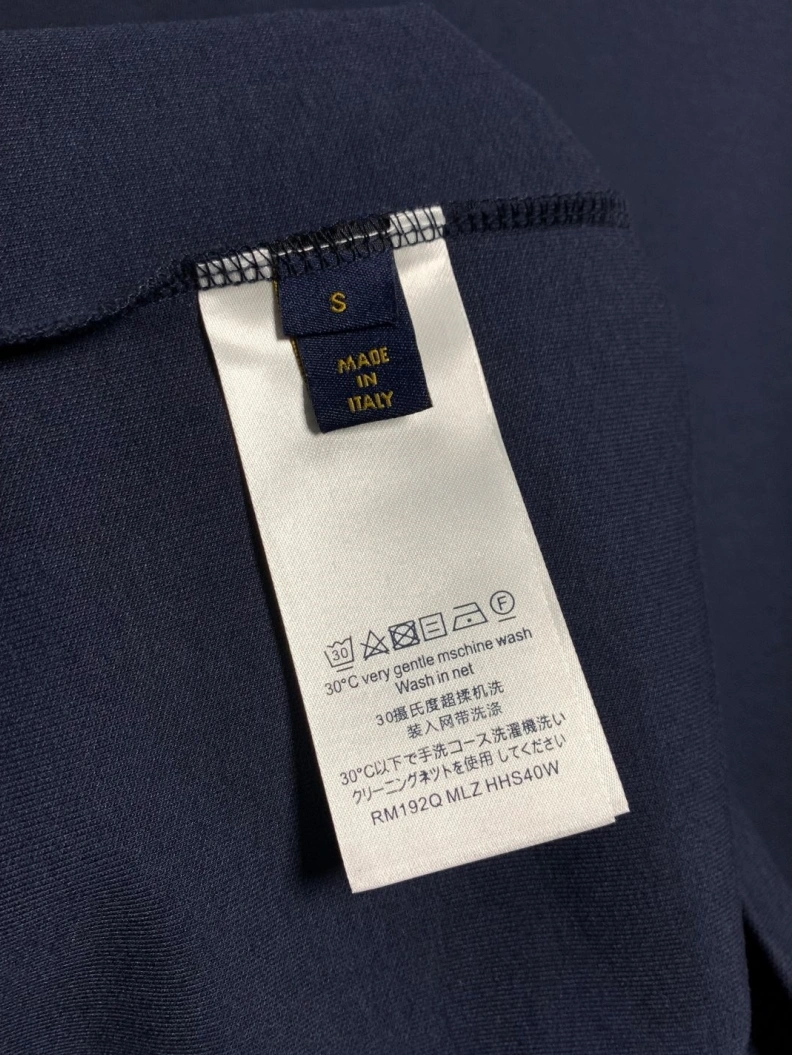 S
MADE
IN
ITALY
30
F
30°C very gentle mschine wash
Wash in net
30摄氏度超揉机洗
装入网带洗涤
30°C以下で手洗コース洗濯機洗い
クリーニングネツトを使用してください
RM192Q MLZ HHS40W